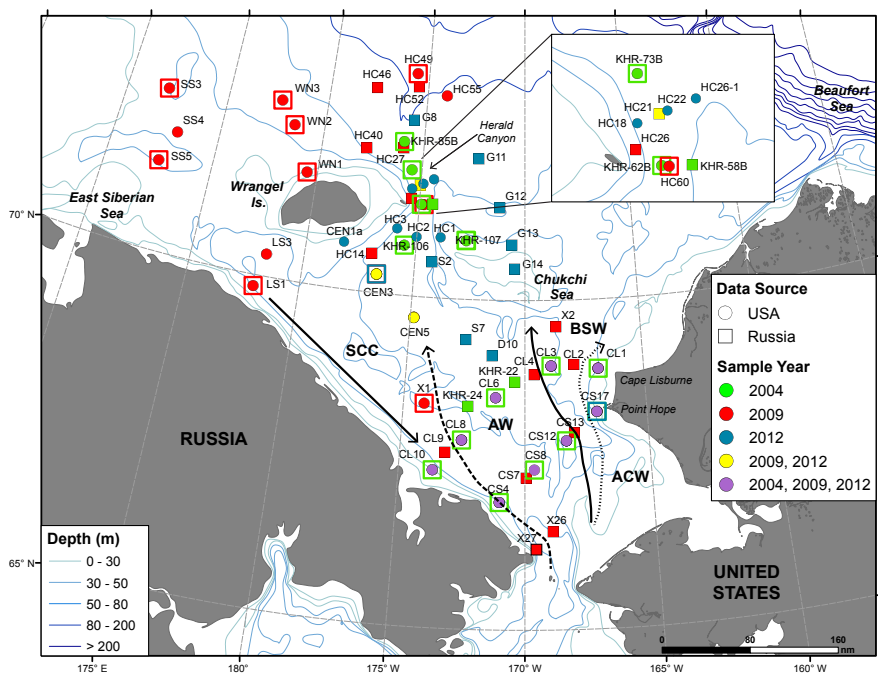 HC49
HC46
SS3
WN3
HC52
HC55
KHR-73B
HC26-1
HC22
HC21
HC18
HC26
KHR-62B
HC60
KHR-58B
Beaufort
Sea
SS4
WN2
G8
HC40
KHR-85B
Herald
Canyon
SS5
WN1
HC27
G11
East Siberian
Sea
Wrangel
Is.
G12
70° N
CEN1a
HC3
HC2
HC1
KHR-106
KHR-107
G13
LS3
HC14
S2
G14
LS1
CEN3
Chukchi
Sea
CEN5
X2
BSW
SCC
S7
D10
CL3
CL2
CL1
CL4
KHR-22
CL6
Cape Lisburne
X1
KHR-24
CS17
Point Hope
CL8
AW
CS13
CS12
CL9
CL10
CS8
CS7
ACW
CS4
X26
X27
RUSSIA
UNITED
STATES
65° N
Data Source
USA
Russia
Sample Year
2004
2009
2012
2009, 2012
2004, 2009, 2012
Depth (m)
0 - 30
30 - 50
50 - 80
80 - 200
> 200
0
80
160
nm
175° E
180°
175° W
170° W
165° W
160° W